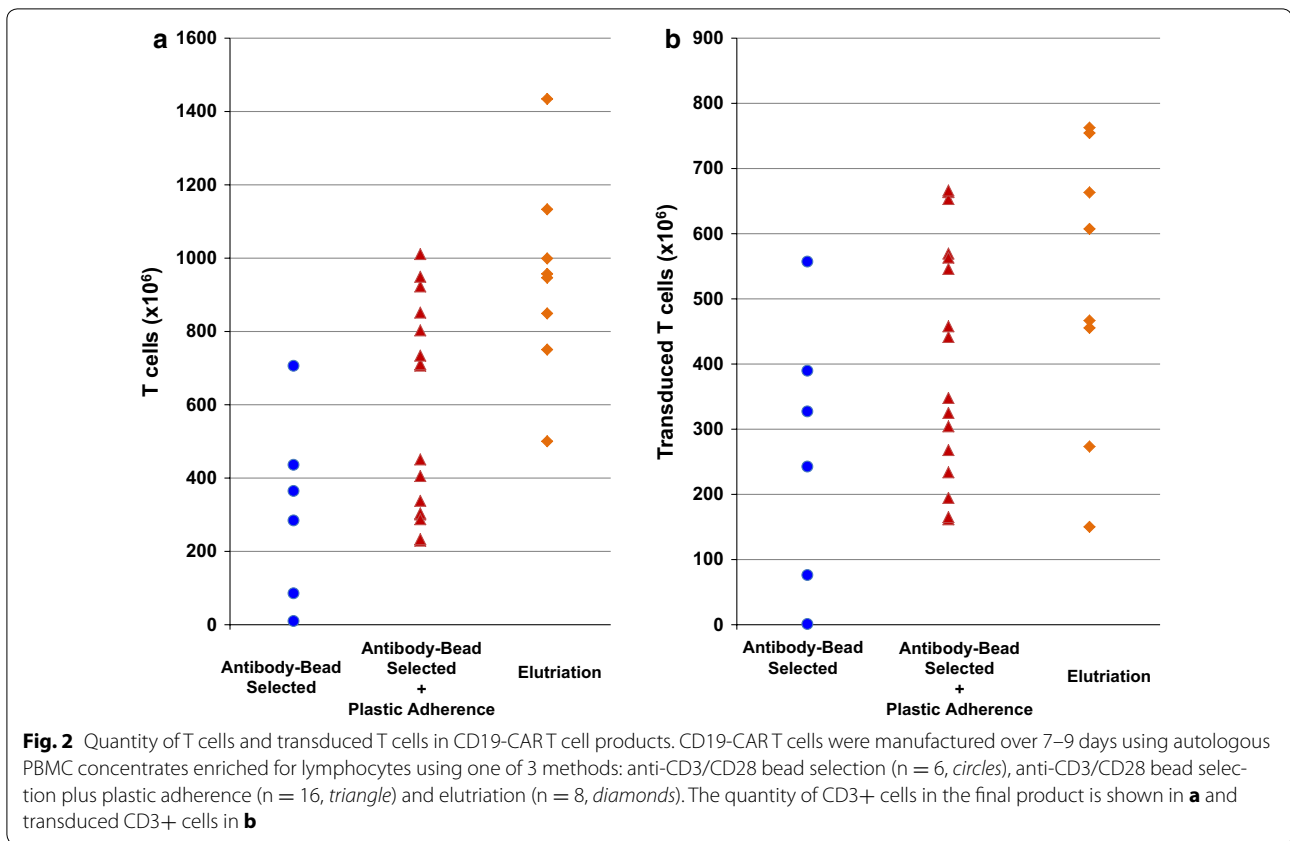 a
1600
1400
1200
1000
800
600
400
200
0
T cells (x10⁶)
Antibody-Bead
Selected
Antibody-Bead
Selected
+
Plastic Adherence
Elutriation
b
900
800
700
600
500
400
300
200
100
0
Transduced T cells (x10⁶)
Antibody-Bead
Selected
Antibody-Bead
Selected
+
Plastic Adherence
Elutriation
Fig. 2 Quantity of T cells and transduced T cells in CD19-CAR T cell products. CD19-CAR T cells were manufactured over 7–9 days using autologous
PBMC concentrates enriched for lymphocytes using one of 3 methods: anti-CD3/CD28 bead selection (n = 6, circles), anti-CD3/CD28 bead selec-
tion plus plastic adherence (n = 16, triangle) and elutriation (n = 8, diamonds). The quantity of CD3+ cells in the final product is shown in a and
transduced CD3+ cells in b